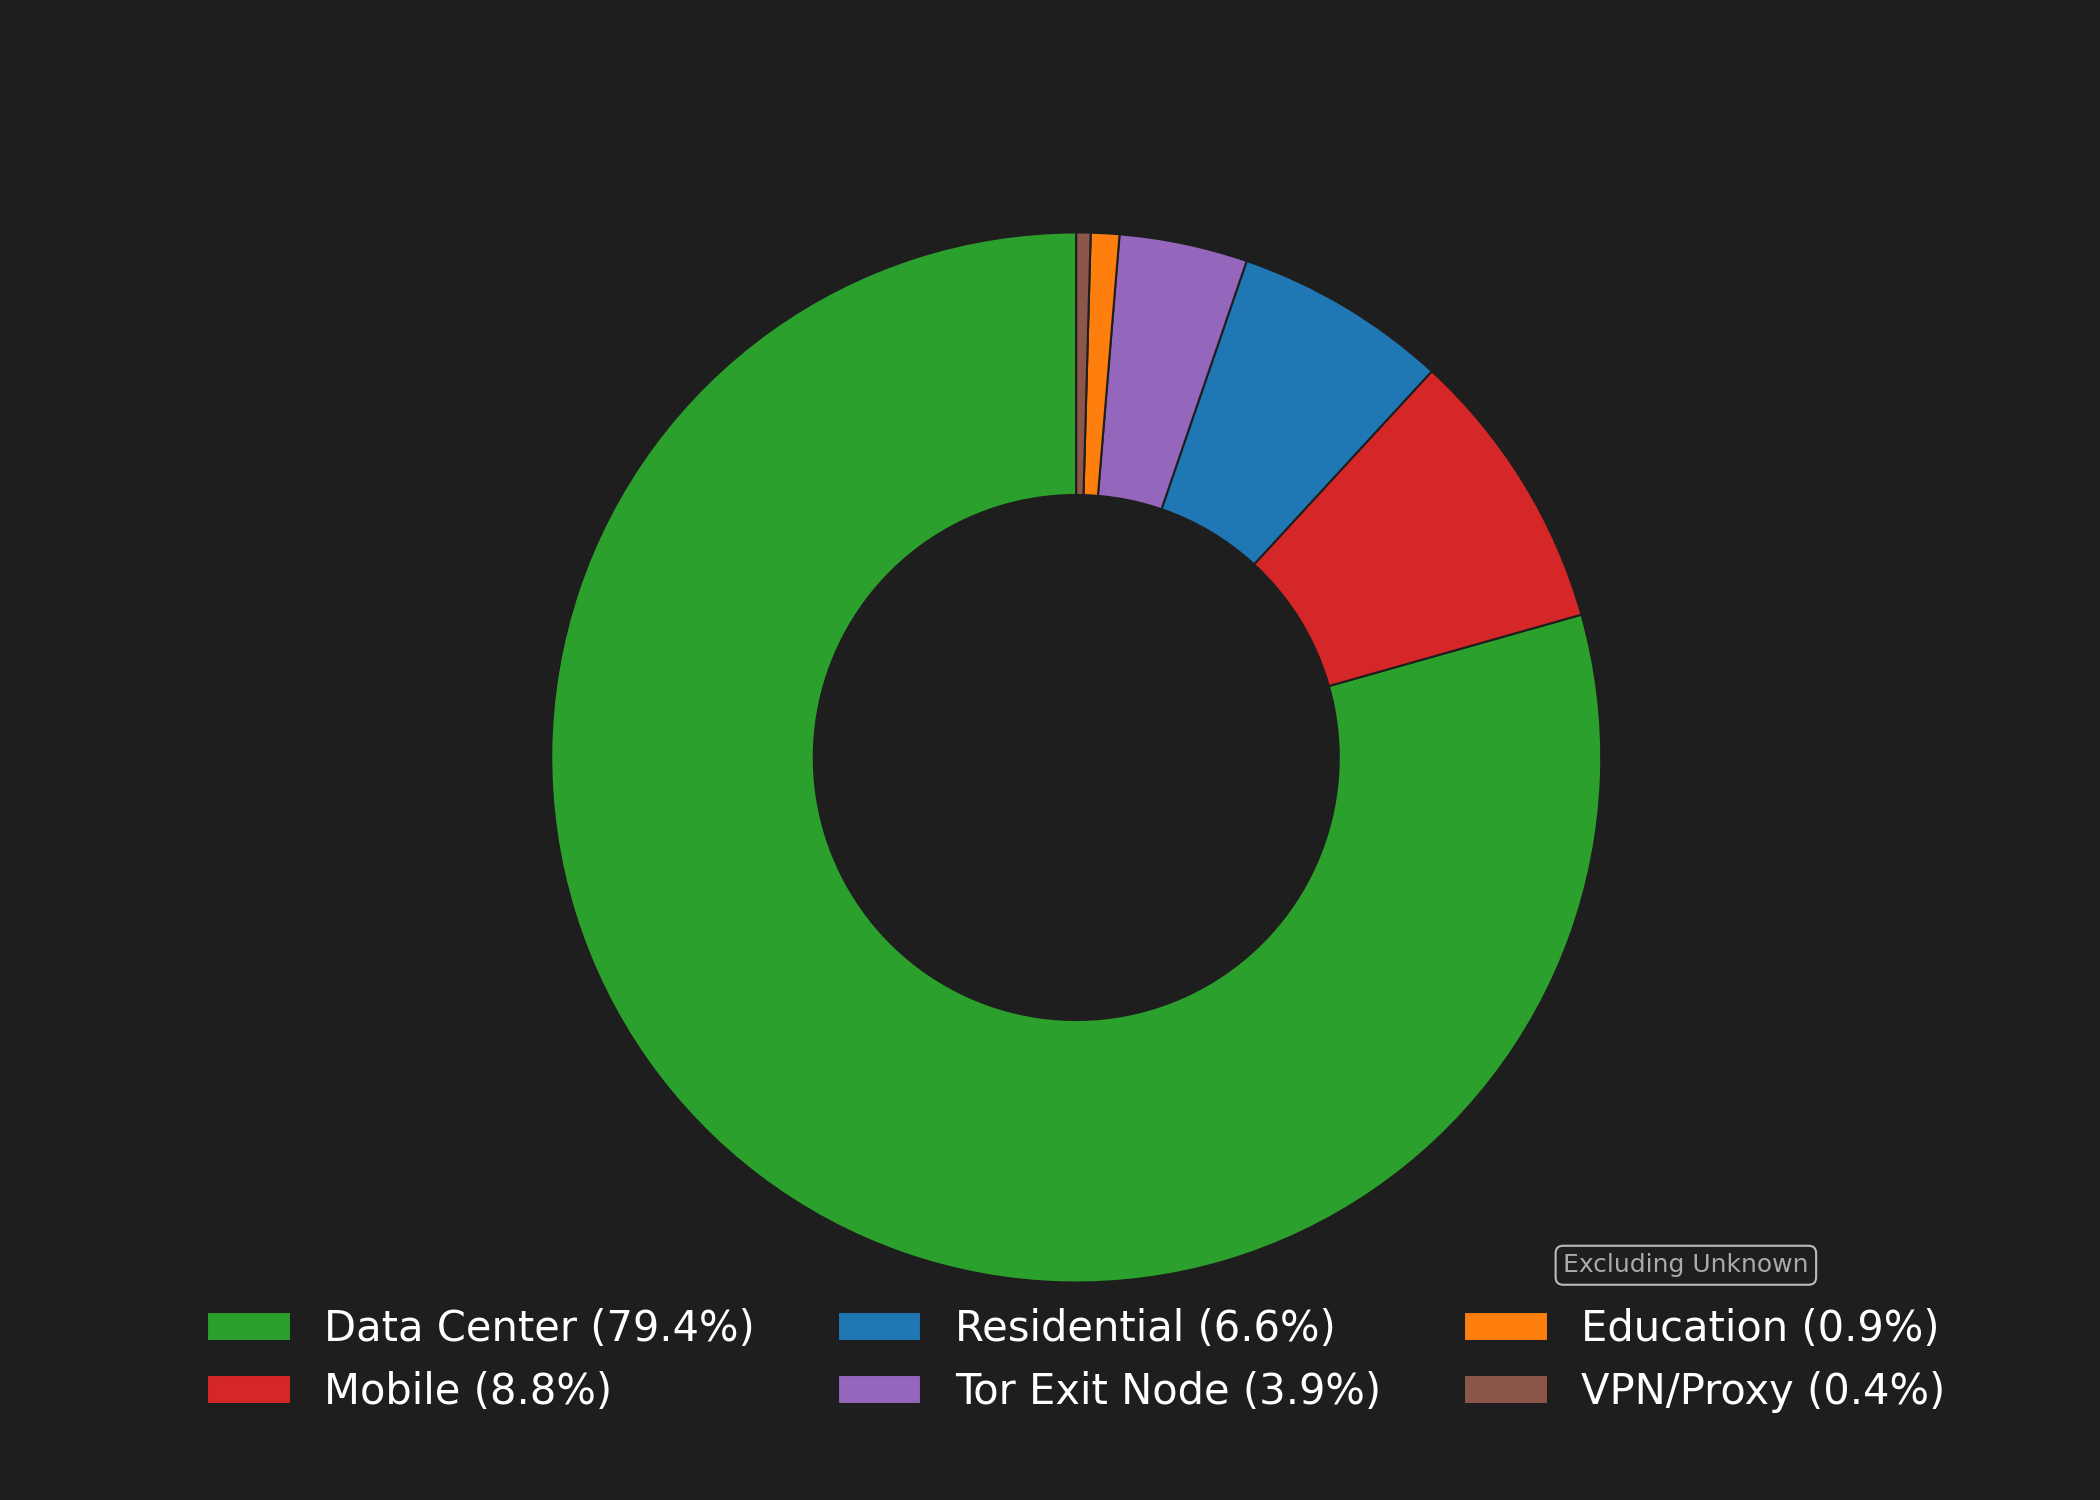 Excluding Unknown
Data Center (79.4%)
Mobile (8.8%)
Residential (6.6%)
Tor Exit Node (3.9%)
Education (0.9%)
VPN/Proxy (0.4%)